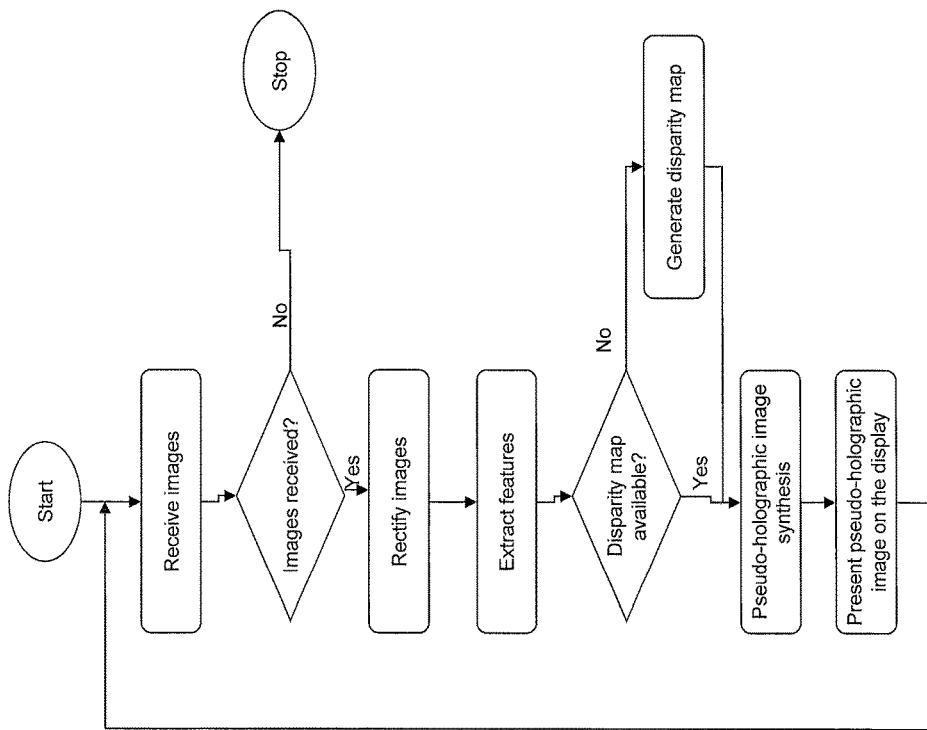 Start
Receive images
Images received?
No
Stop
Yes
Rectify images
Extract features
Disparity map
available?
No
Generate disparity map
Yes
Pseudo-holographic image
synthesis
Present pseudo-holographic
image on the display